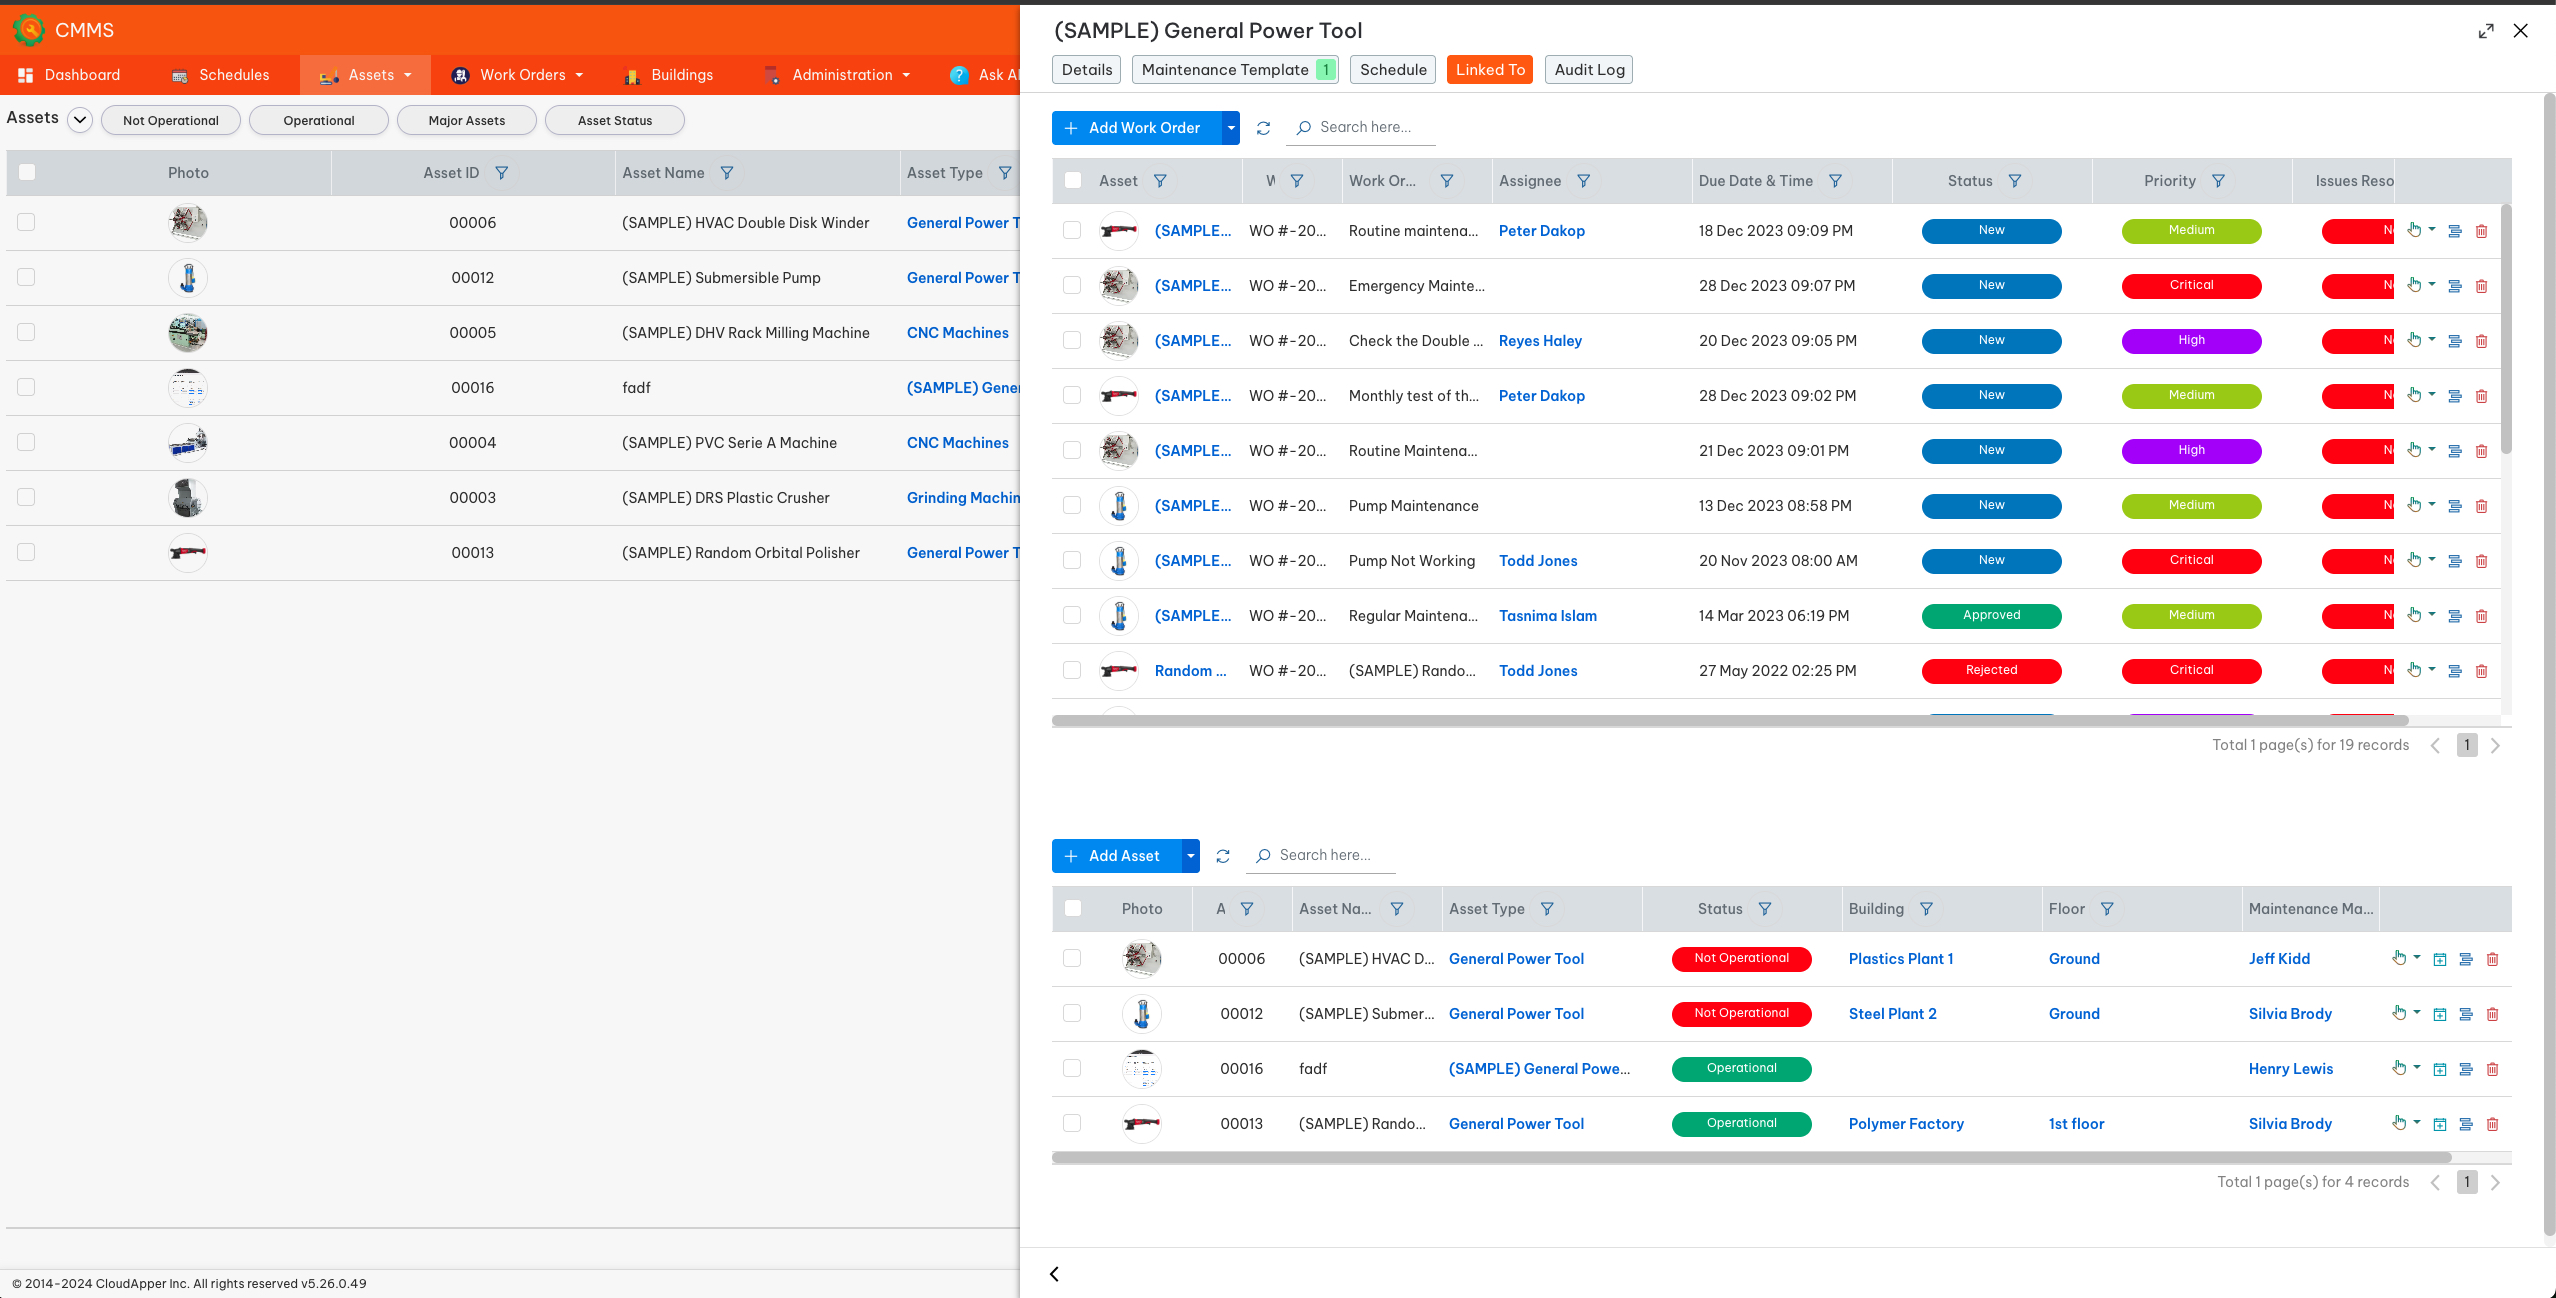 CMMS
Dashboard Schedules Assets Work Orders Buildings Administration Ask AI
Assets Not Operational Operational Major Assets Asset Status
Photo Asset ID Asset Name Asset Type
00006 (SAMPLE) HVAC Double Disk Winder General Power T
00012 (SAMPLE) Submersible Pump General Power T
00005 (SAMPLE) DHV Rack Milling Machine CNC Machines
00016 fadf (SAMPLE) Gener
00004 (SAMPLE) PVC Serie A Machine CNC Machines
00003 (SAMPLE) DRS Plastic Crusher Grinding Machin
00013 (SAMPLE) Random Orbital Polisher General Power T
© 2014-2024 CloudApper Inc. All rights reserved v5.26.0.49
(SAMPLE) General Power Tool
Details Maintenance Template 1 Schedule Linked To Audit Log
Add Work Order Search here...
Asset W Work Or... Assignee Due Date & Time Status Priority Issues Reso
(SAMPLE... WO #-20... Routine maintena... Peter Dakop 18 Dec 2023 09:09 PM New Medium N
(SAMPLE... WO #-20... Emergency Mainte... 28 Dec 2023 09:07 PM New Critical N
(SAMPLE... WO #-20... Check the Double ... Reyes Haley 20 Dec 2023 09:05 PM New High N
(SAMPLE... WO #-20... Monthly test of th... Peter Dakop 28 Dec 2023 09:02 PM New Medium N
(SAMPLE... WO #-20... Routine Maintena... 21 Dec 2023 09:01 PM New High N
(SAMPLE... WO #-20... Pump Maintenance 13 Dec 2023 08:58 PM New Medium N
(SAMPLE... WO #-20... Pump Not Working Todd Jones 20 Nov 2023 08:00 AM New Critical N
(SAMPLE... WO #-20... Regular Maintena... Tasnima Islam 14 Mar 2023 06:19 PM Approved Medium N
Random ... WO #-20... (SAMPLE) Rando... Todd Jones 27 May 2022 02:25 PM Rejected Critical N
Total 1 page(s) for 19 records 1
Add Asset Search here...
Photo A Asset Na... Asset Type Status Building Floor Maintenance Ma...
00006 (SAMPLE) HVAC D... General Power Tool Not Operational Plastics Plant 1 Ground Jeff Kidd
00012 (SAMPLE) Submer... General Power Tool Not Operational Steel Plant 2 Ground Silvia Brody
00016 fadf (SAMPLE) General Powe... Operational Henry Lewis
00013 (SAMPLE) Rando... General Power Tool Operational Polymer Factory 1st floor Silvia Brody
Total 1 page(s) for 4 records 1